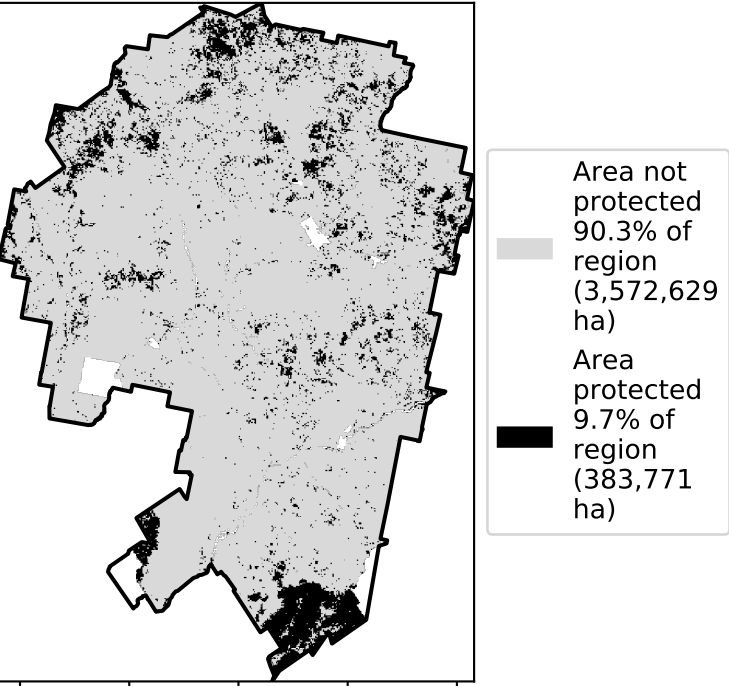 Area not
protected
90.3% of
region
(3,572,629
ha)
Area
protected
9.7% of
region
(383,771
ha)